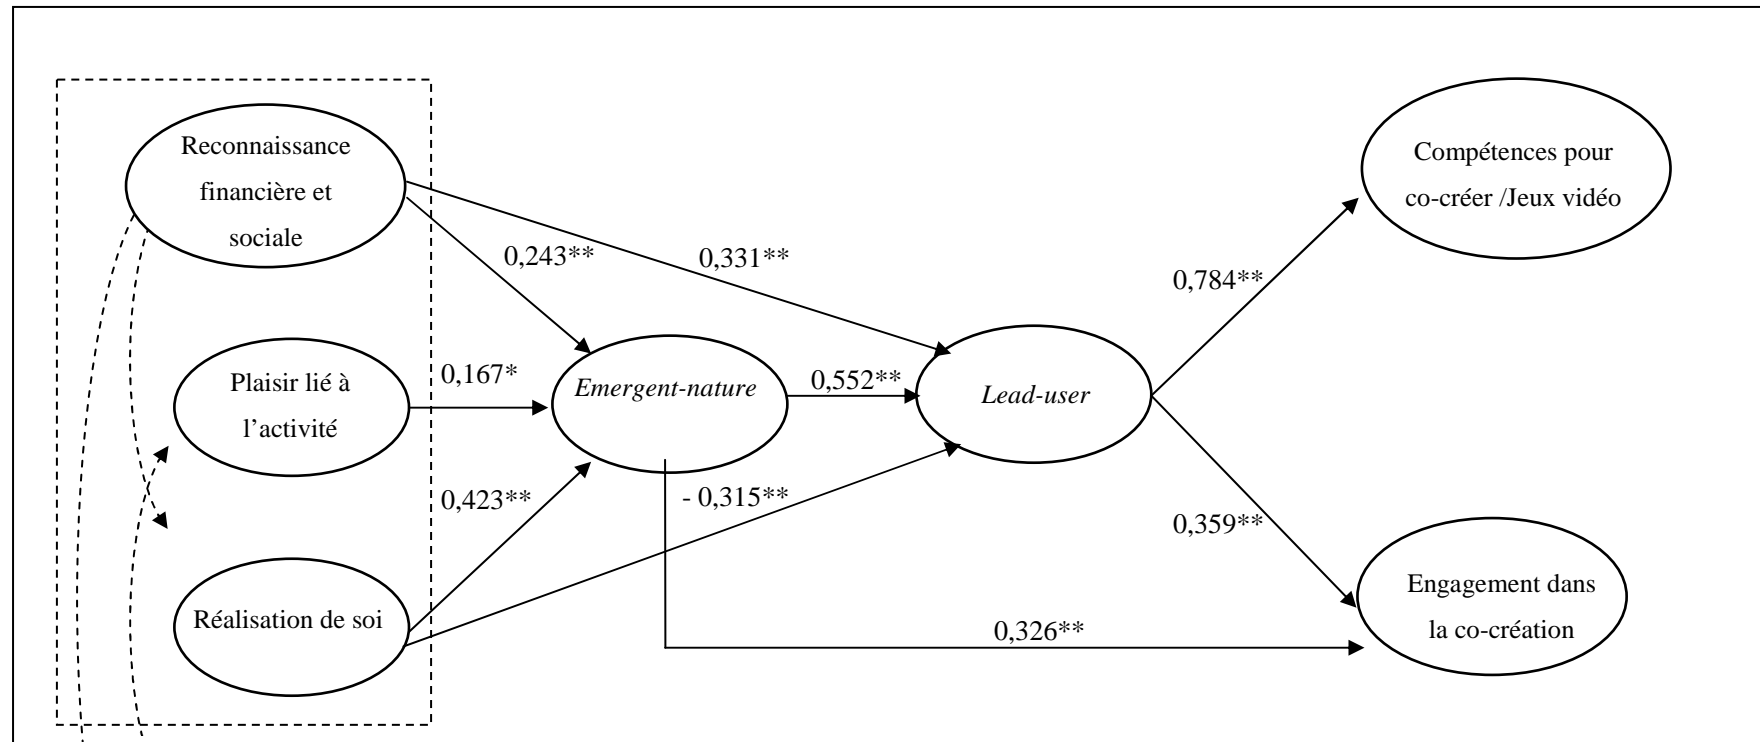 Reconnaissance
financière et
sociale
Compétences pour
co-créer /Jeux vidéo
0,243**
0,331**
0,784**
Plaisir lié à
l’activité
0,167*
Emergent-nature
0,552**
Lead-user
0,423**
- 0,315**
0,359**
Réalisation de soi
0,326**
Engagement dans
la co-création